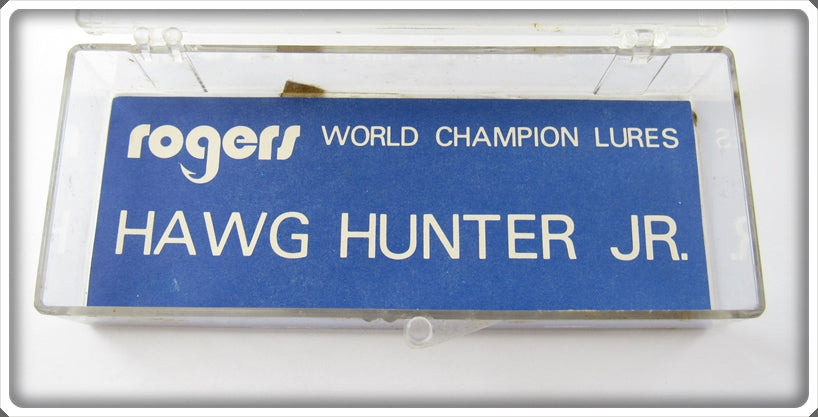 rogers WORLD CHAMPION LURES
HAWG HUNTER JR.